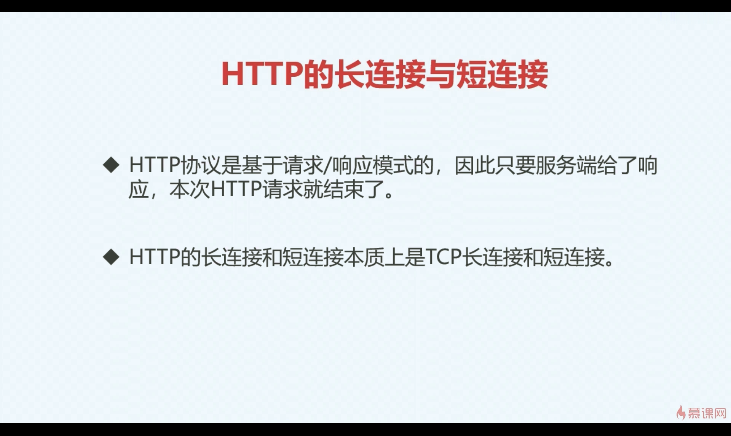 HTTP的长连接与短连接
◆ HTTP协议是基于请求/响应模式的，因此只要服务端给了响
应，本次HTTP请求就结束了。
◆ HTTP的长连接和短连接本质上是TCP长连接和短连接。
慕课网